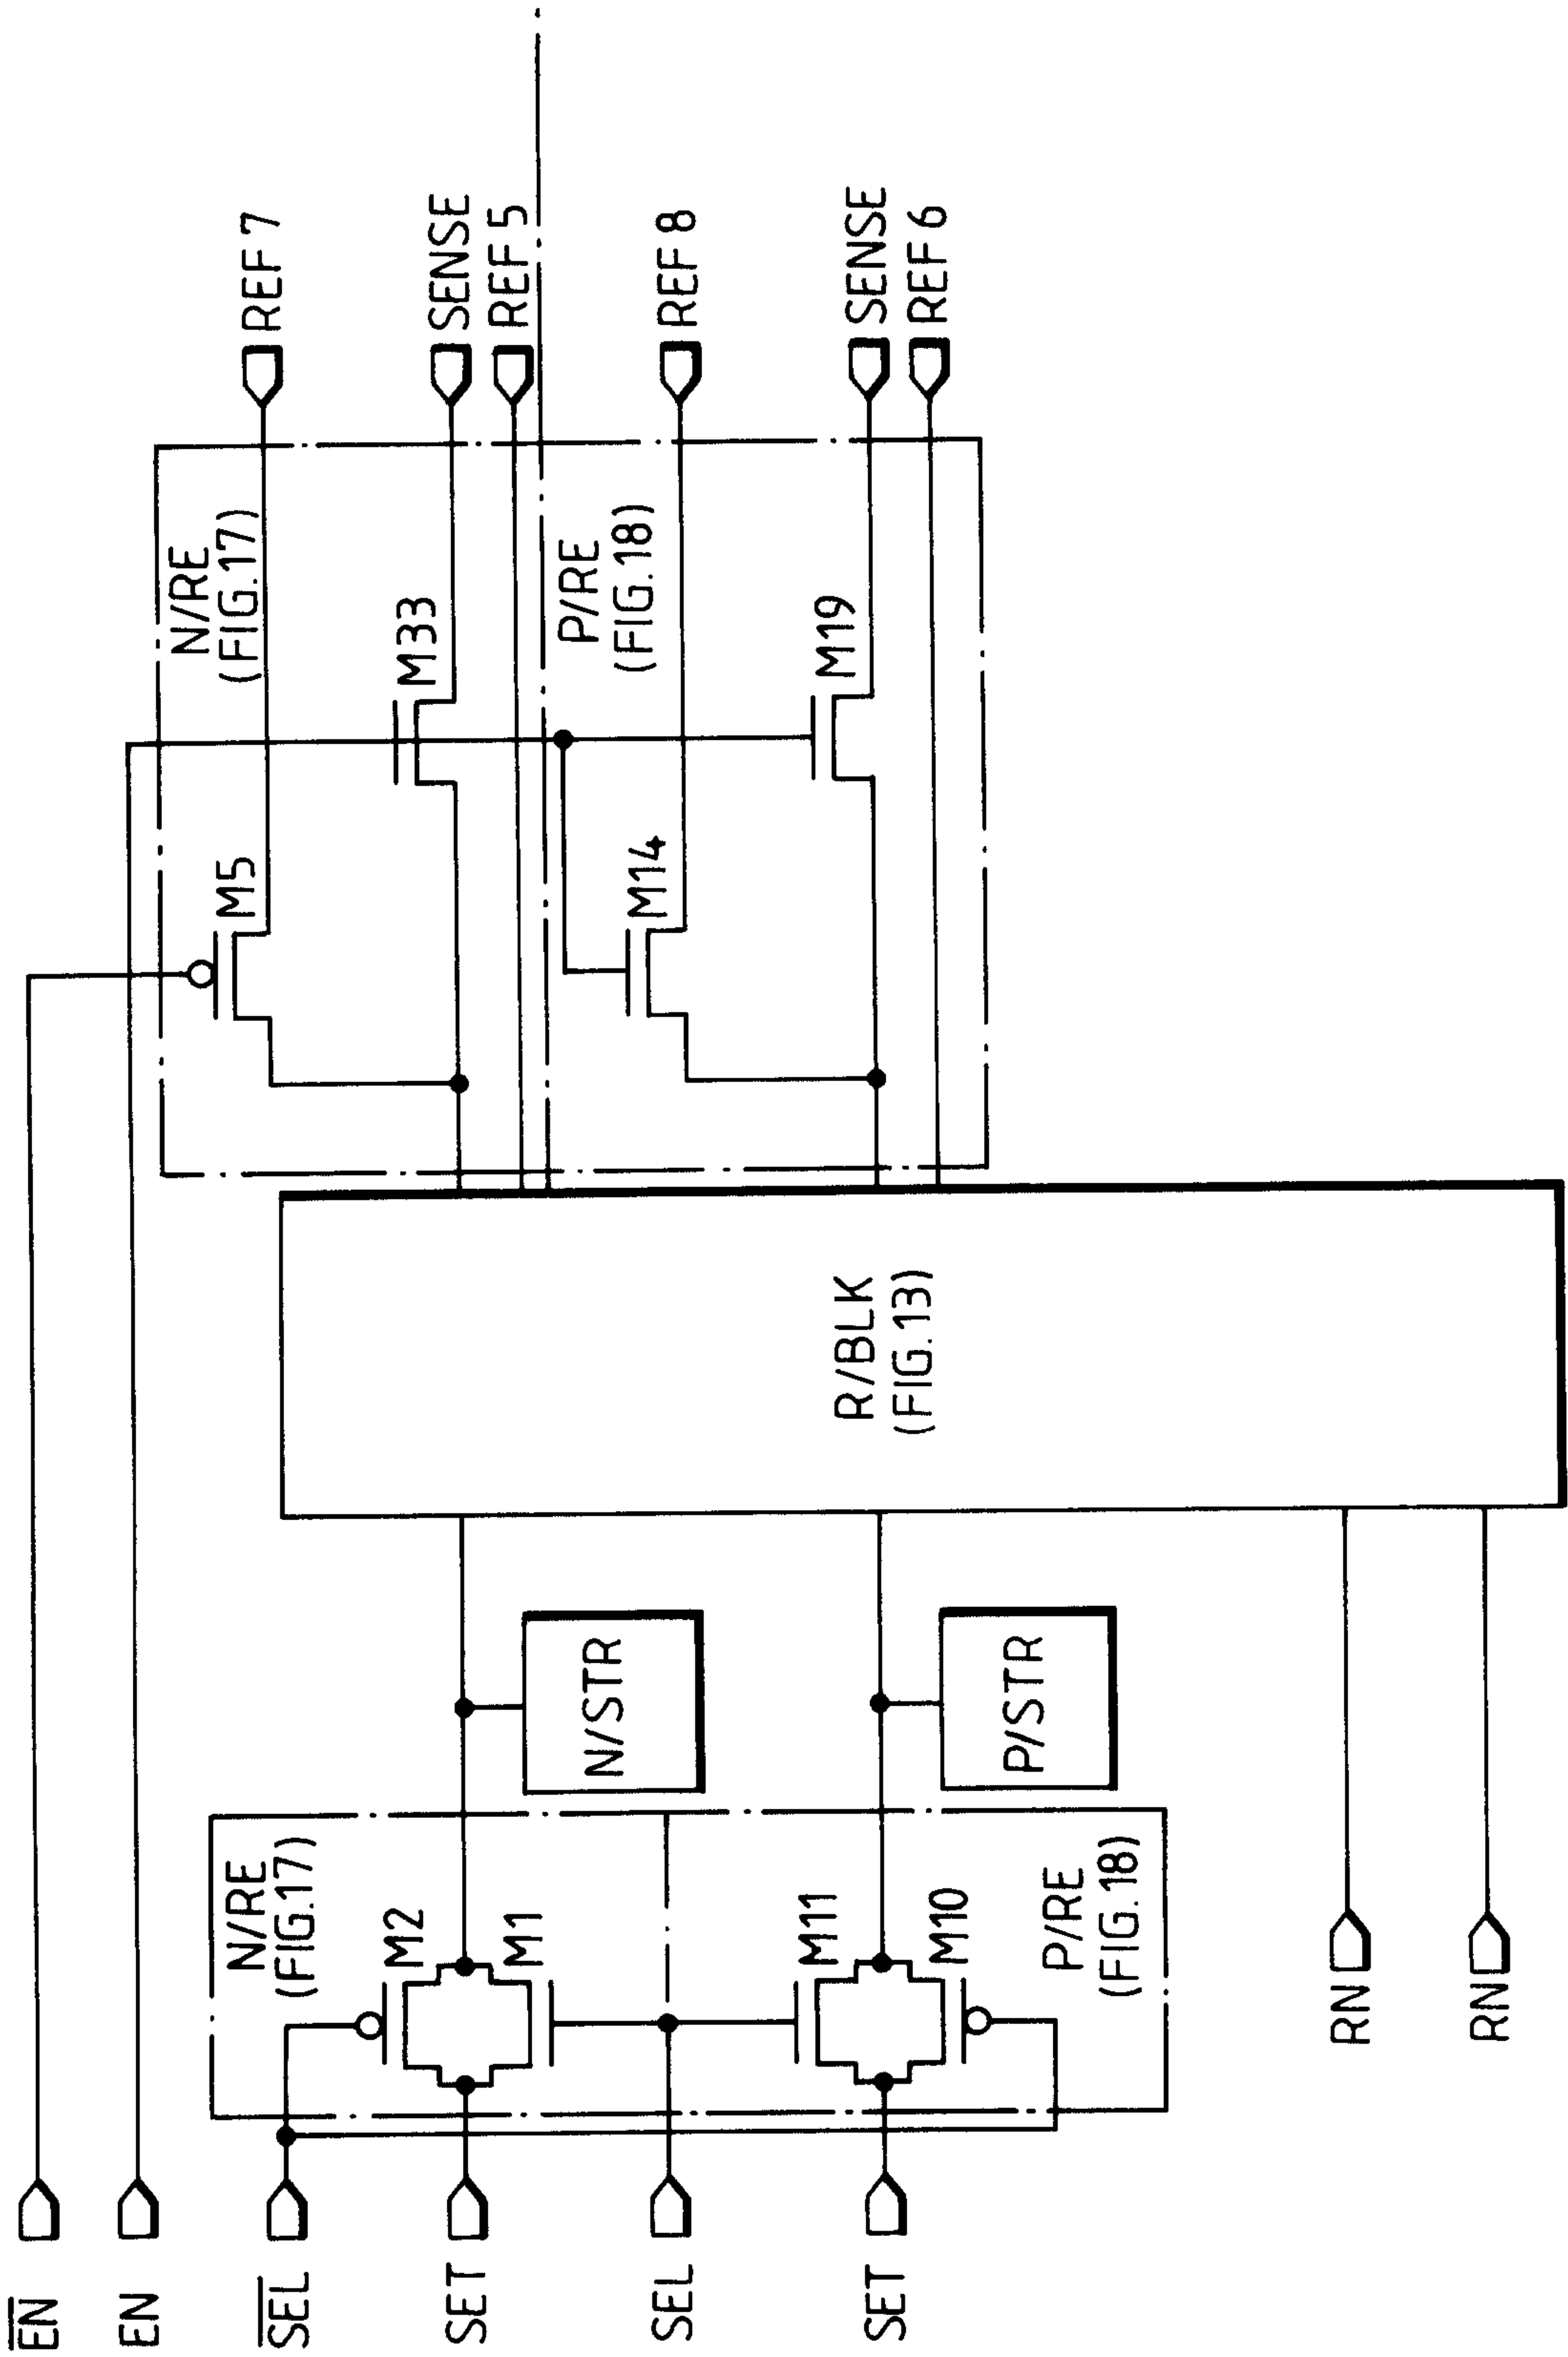 EN
EN
SEL
SET
SEL
SET
N/RE
(FIG.17)
M2
M1
M11
M10
P/RE
(FIG.18)
N/STR
P/STR
RN
RN
R/BLK
(FIG.13)
M5
N/RE
(FIG.17)
M33
M14
P/RE
(FIG.18)
M19
REF 7
SENSE
REF 5
REF 8
SENSE
REF 6